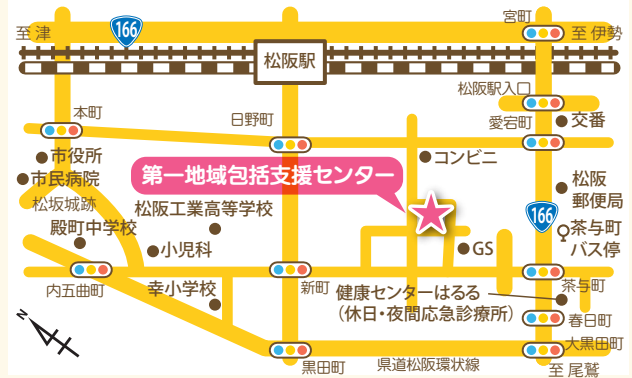 宮町
至 津
166
至 伊勢
松阪駅
松阪駅入口
本町
日野町
愛宕町
交番
市役所
コンビニ
市民病院
第一地域包括支援センター
松坂城跡
松阪工業高等学校
松阪
郵便局
殿町中学校
166
茶与町
バス停
小児科
GS
内五曲町
幸小学校
新町
健康センターはるる
(休日・夜間応急診療所)
茶与町
春日町
大黒田町
黒田町
県道松阪環状線
至 尾鷲
N